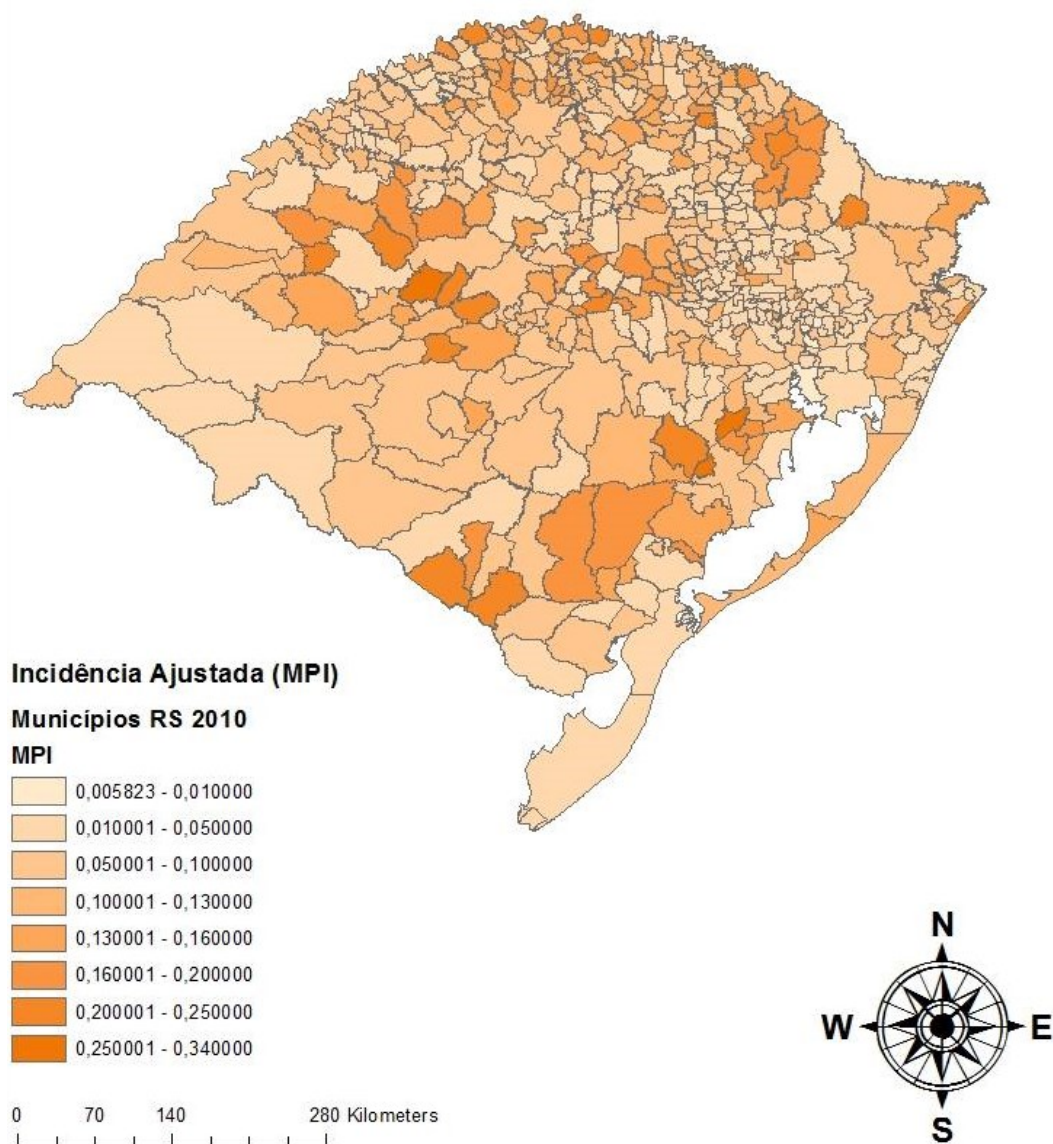 Incidência Ajustada (MPI)
Municípios RS 2010
MPI
0,005823 - 0,010000
0,010001 - 0,050000
0,050001 - 0,100000
0,100001 - 0,130000
0,130001 - 0,160000
0,160001 - 0,200000
0,200001 - 0,250000
0,250001 - 0,340000
N
W E
S
0 70 140 280 Kilometers